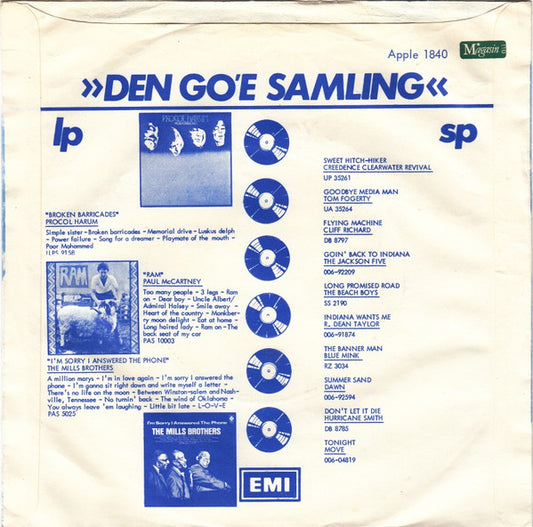 Apple 1840
Magasin
»DEN GO'E SAMLING«
lp
sp
PROCOL HARUM
"BROKEN BARRICADES"
PROCOL HARUM
Simple sister - Broken barricades - Memorial drive - Luskus delph
- Power failure - Song for a dreamer - Playmate of the mouth -
Poor Mohammed
ILPS 9158
RAM
"RAM"
PAUL McCARTNEY
Too many people - 3 legs - Ram
on - Dear boy - Uncle Albert/
Admiral Halsey - Smile away -
Heart of the country - Monkber-
ry moon delight - Eat at home -
Long haired lady - Ram on - The
back seat of my car
PAS 10003
"I'M SORRY I ANSWERED THE PHONE"
THE MILLS BROTHERS
A million marys - I'm in love again - I'm sorry i answered the
phone - I'm gonna sit right down and write myself a letter -
There's no life on the moon - Between Winston-salem and Nash-
ville, Tennessee - No turnin' back - The wind of Oklahoma -
You always leave 'em laughing - Little bit late - L-O-V-E
PAS 5025
I'm Sorry I Answered The Phone
THE MILLS BROTHERS
SWEET HITCH-HIKER
CREEDENCE CLEARWATER REVIVAL
UP 35261
GOODBYE MEDIA MAN
TOM FOGERTY
UA 35264
FLYING MACHINE
CLIFF RICHARD
DB 8797
GOIN' BACK TO INDIANA
THE JACKSON FIVE
006-92209
LONG PROMISED ROAD
THE BEACH BOYS
SS 2190
INDIANA WANTS ME
R. DEAN TAYLOR
006-91874
THE BANNER MAN
BLUE MINK
RZ 3034
SUMMER SAND
DAWN
006-92594
DON'T LET IT DIE
HURRICANE SMITH
DB 8785
TONIGHT
MOVE
006-04819
EMI